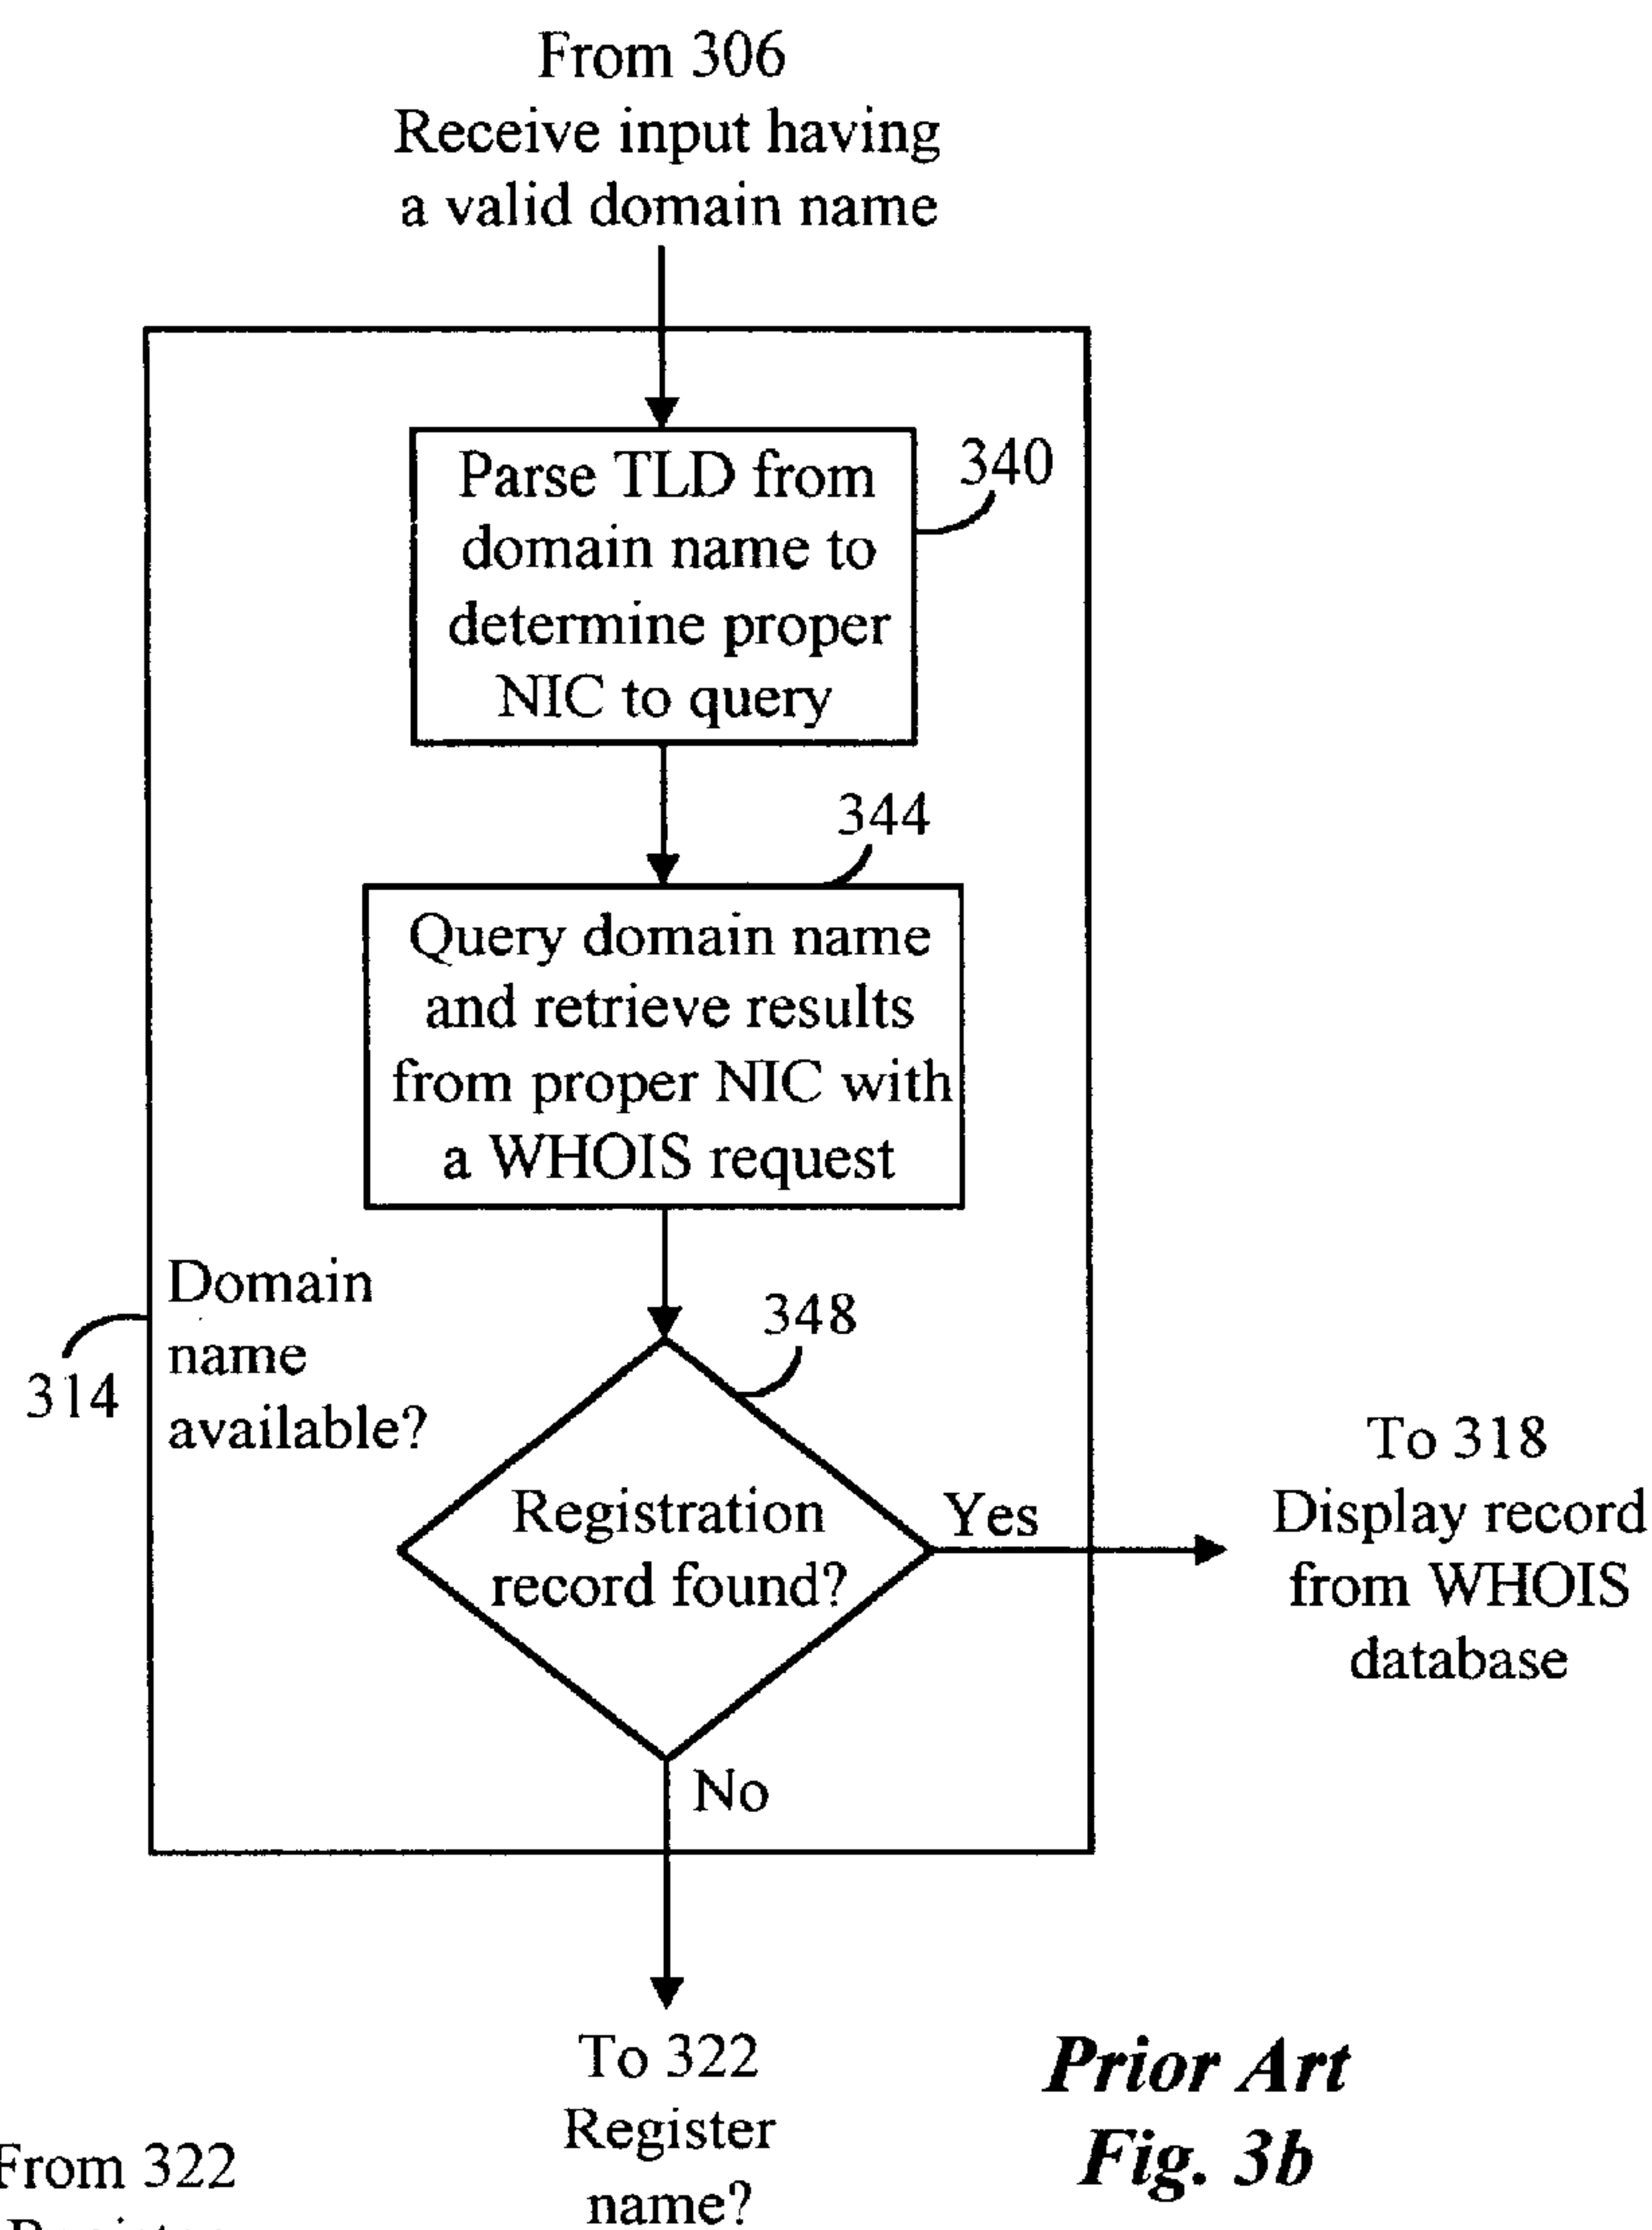 From 306
Receive input having
a valid domain name
Parse TLD from
domain name to
determine proper
NIC to query
340
344
Query domain name
and retrieve results
from proper NIC with
a WHOIS request
Domain
name
available?
314
348
Registration
record found?
Yes
No
To 318
Display record
from WHOIS
database
To 322
Register
name?
Prior Art
Fig. 3b
From 322